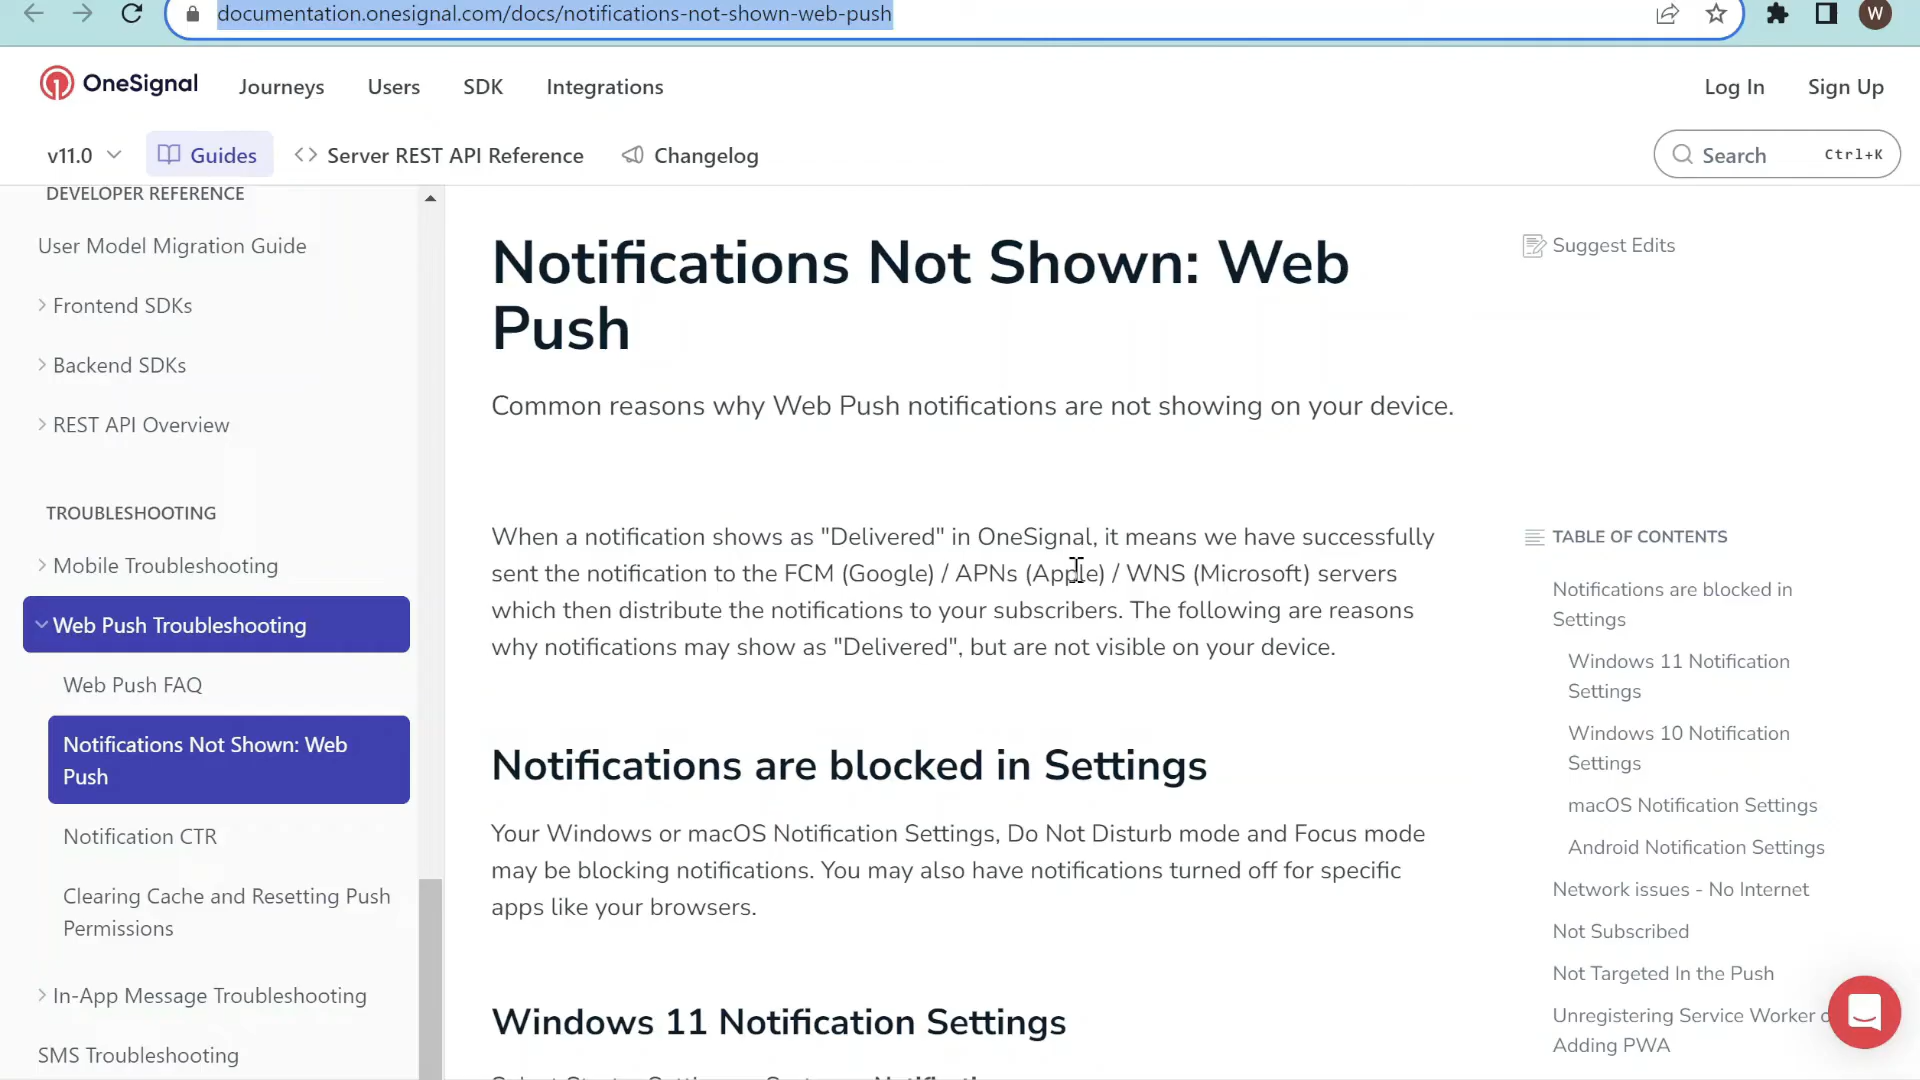 documentation.onesignal.com/docs/notifications-not-shown-web-push
W
OneSignal
Journeys
Users
SDK
Integrations
Log In
Sign Up
v11.0
Guides
Server REST API Reference
Changelog
Search
Ctrl+K
DEVELOPER REFERENCE
User Model Migration Guide
Frontend SDKs
Backend SDKs
REST API Overview
TROUBLESHOOTING
Mobile Troubleshooting
Web Push Troubleshooting
Web Push FAQ
Notifications Not Shown: Web
Push
Notification CTR
Clearing Cache and Resetting Push
Permissions
In-App Message Troubleshooting
SMS Troubleshooting
Notifications Not Shown: Web
Push
Common reasons why Web Push notifications are not showing on your device.
When a notification shows as "Delivered" in OneSignal, it means we have successfully
sent the notification to the FCM (Google) / APNs (Apple) / WNS (Microsoft) servers
which then distribute the notifications to your subscribers. The following are reasons
why notifications may show as "Delivered", but are not visible on your device.
Notifications are blocked in Settings
Your Windows or macOS Notification Settings, Do Not Disturb mode and Focus mode
may be blocking notifications. You may also have notifications turned off for specific
apps like your browsers.
Windows 11 Notification Settings
Suggest Edits
TABLE OF CONTENTS
Notifications are blocked in
Settings
Windows 11 Notification
Settings
Windows 10 Notification
Settings
macOS Notification Settings
Android Notification Settings
Network issues - No Internet
Not Subscribed
Not Targeted In the Push
Unregistering Service Worker
Adding PWA